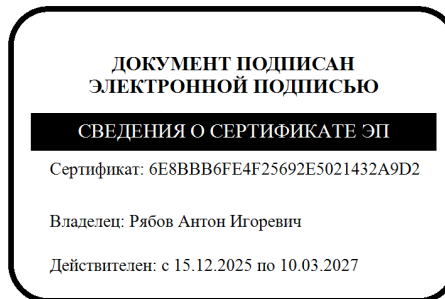 ДОКУМЕНТ ПОДПИСАН
ЭЛЕКТРОННОЙ ПОДПИСЬЮ
СВЕДЕНИЯ О СЕРТИФИКАТЕ ЭП
Сертификат: 6E8BBB6FE4F25692E5021432A9D2
Владелец: Рябов Антон Игоревич
Действителен: с 15.12.2025 по 10.03.2027